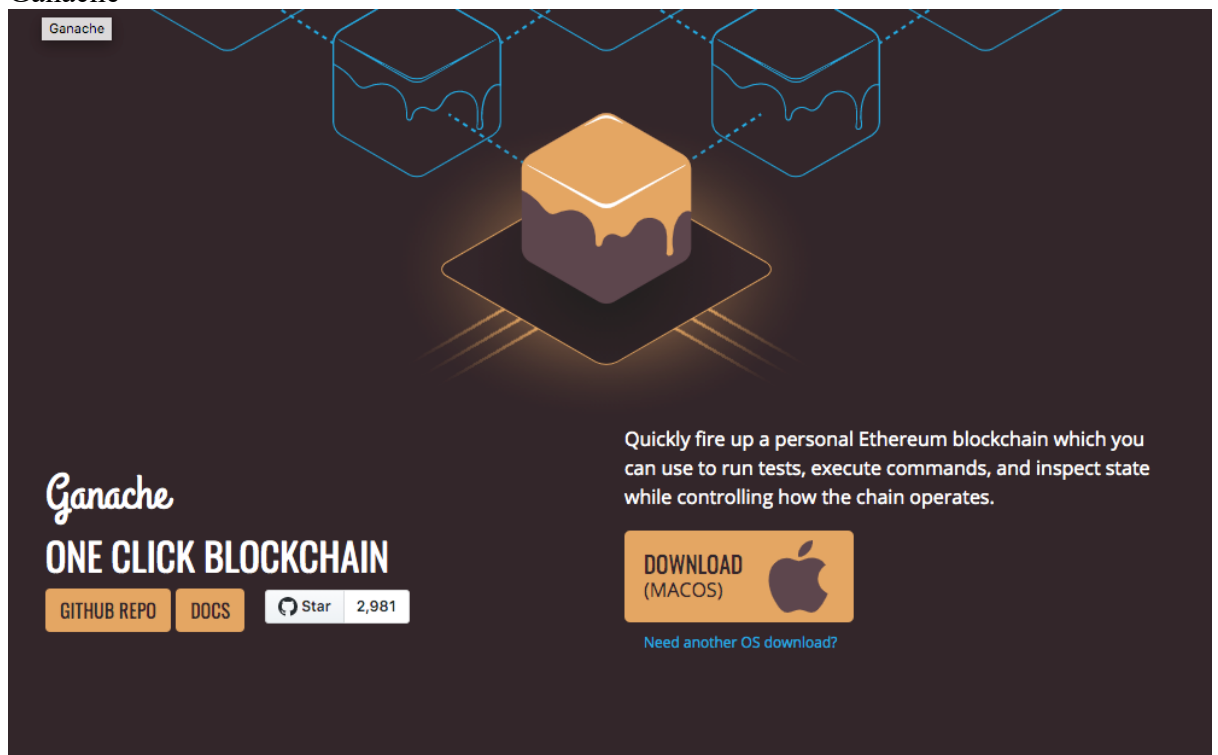 Ganache
Ganache
Quickly fire up a personal Ethereum blockchain which you
can use to run tests, execute commands, and inspect state
while controlling how the chain operates.
Ganache
ONE CLICK BLOCKCHAIN
GITHUB REPO DOCS Star 2,981
DOWNLOAD
(MACOS)
Need another OS download?